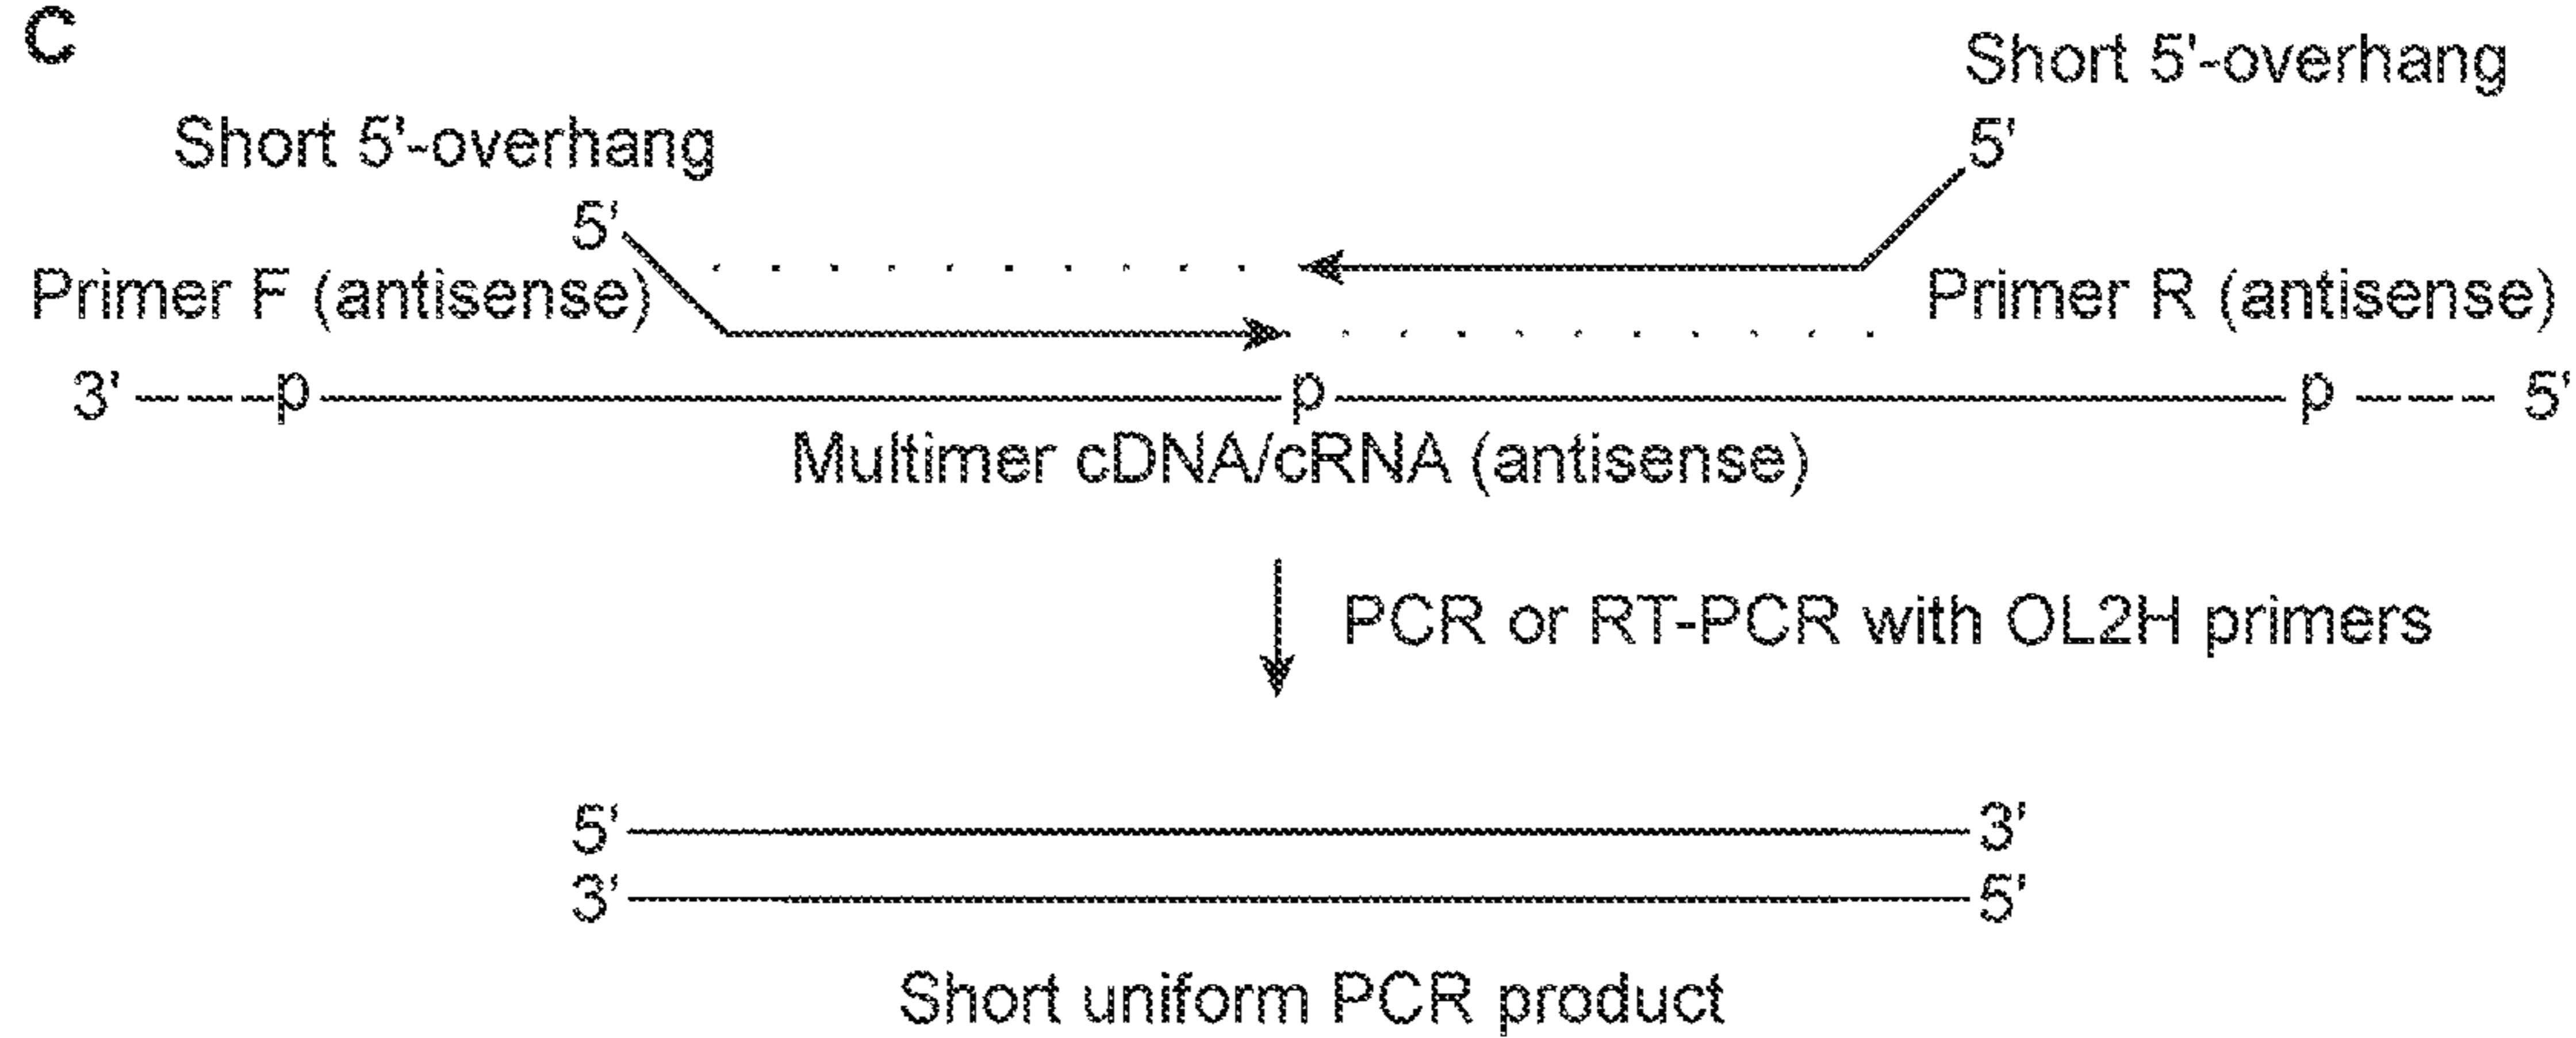 C
Short 5'-overhang
5'
Short 5'-overhang
5'
Primer F (antisense)
Primer R (antisense)
3' p p p 5'
Multimer cDNA/cRNA (antisense)
PCR or RT-PCR with OL2H primers
5' 3'
3' 5'
Short uniform PCR product